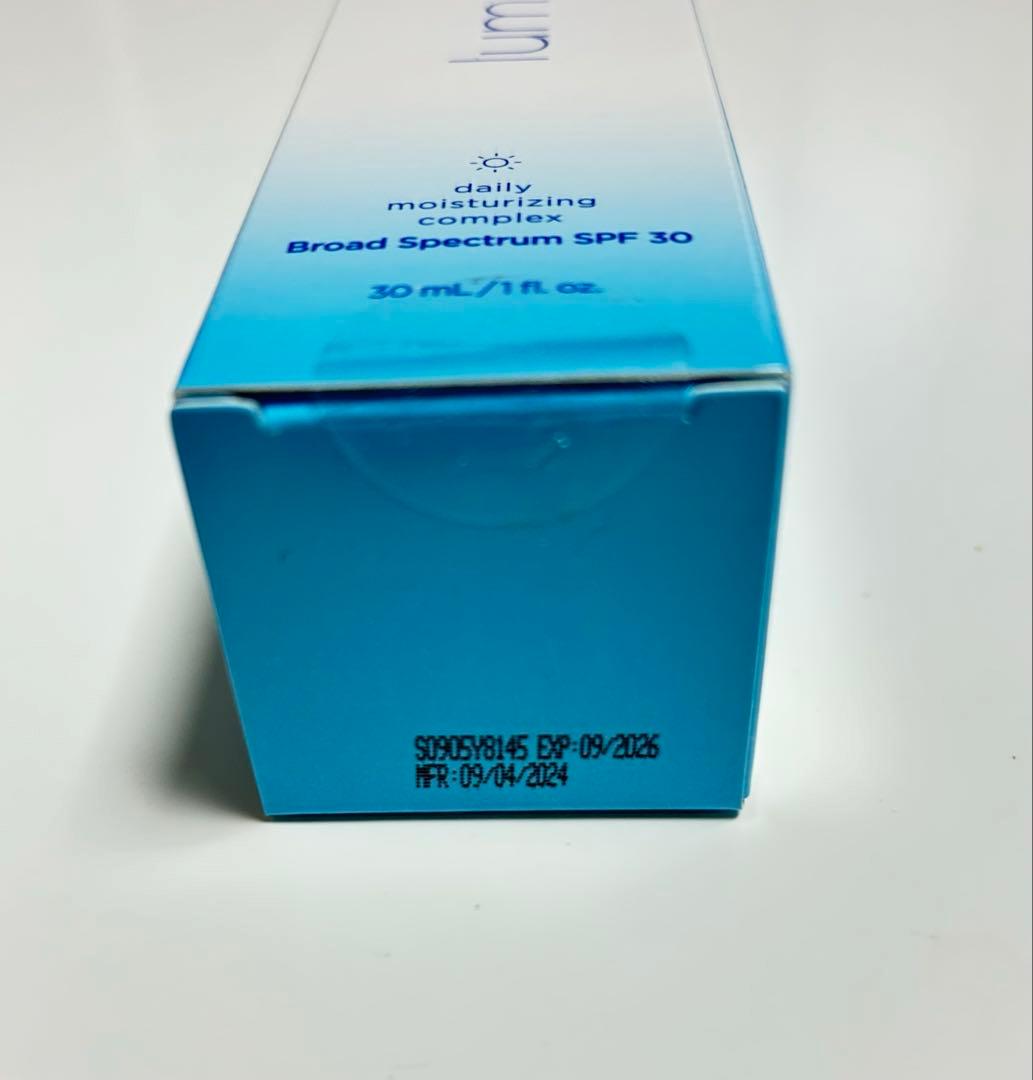 lum
daily
moisturizing
complex
Broad Spectrum SPF 30
30 mL/1 fl. oz.
S0905Y8145 EXP:09/2026
MFR:09/04/2024